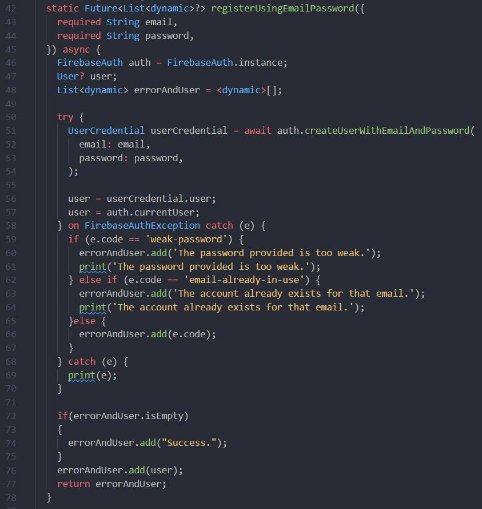 42 static Future<List<dynamic>?> registerUsingEmailPassword({
43 required String email,
44 required String password,
45 }) async {
46 FirebaseAuth auth = FirebaseAuth.instance;
47 User? user;
48 List<dynamic> errorAndUser = <dynamic>[];
49
50 try {
51 UserCredential userCredential = await auth.createUserWithEmailAndPassword(
52 email: email,
53 password: password,
54 );
55
56 user = userCredential.user;
57 user = auth.currentUser;
58 } on FirebaseAuthException catch (e) {
59 if (e.code == 'weak-password') {
60 errorAndUser.add('The password provided is too weak.');
61 print('The password provided is too weak.');
62 } else if (e.code == 'email-already-in-use') {
63 errorAndUser.add('The account already exists for that email.');
64 print('The account already exists for that email.');
65 }else {
66 errorAndUser.add(e.code);
67 }
68 } catch (e) {
69 print(e);
70 }
71
72 if(errorAndUser.isEmpty)
73 {
74 errorAndUser.add("Success.");
75 }
76 errorAndUser.add(user);
77 return errorAndUser;
78 }